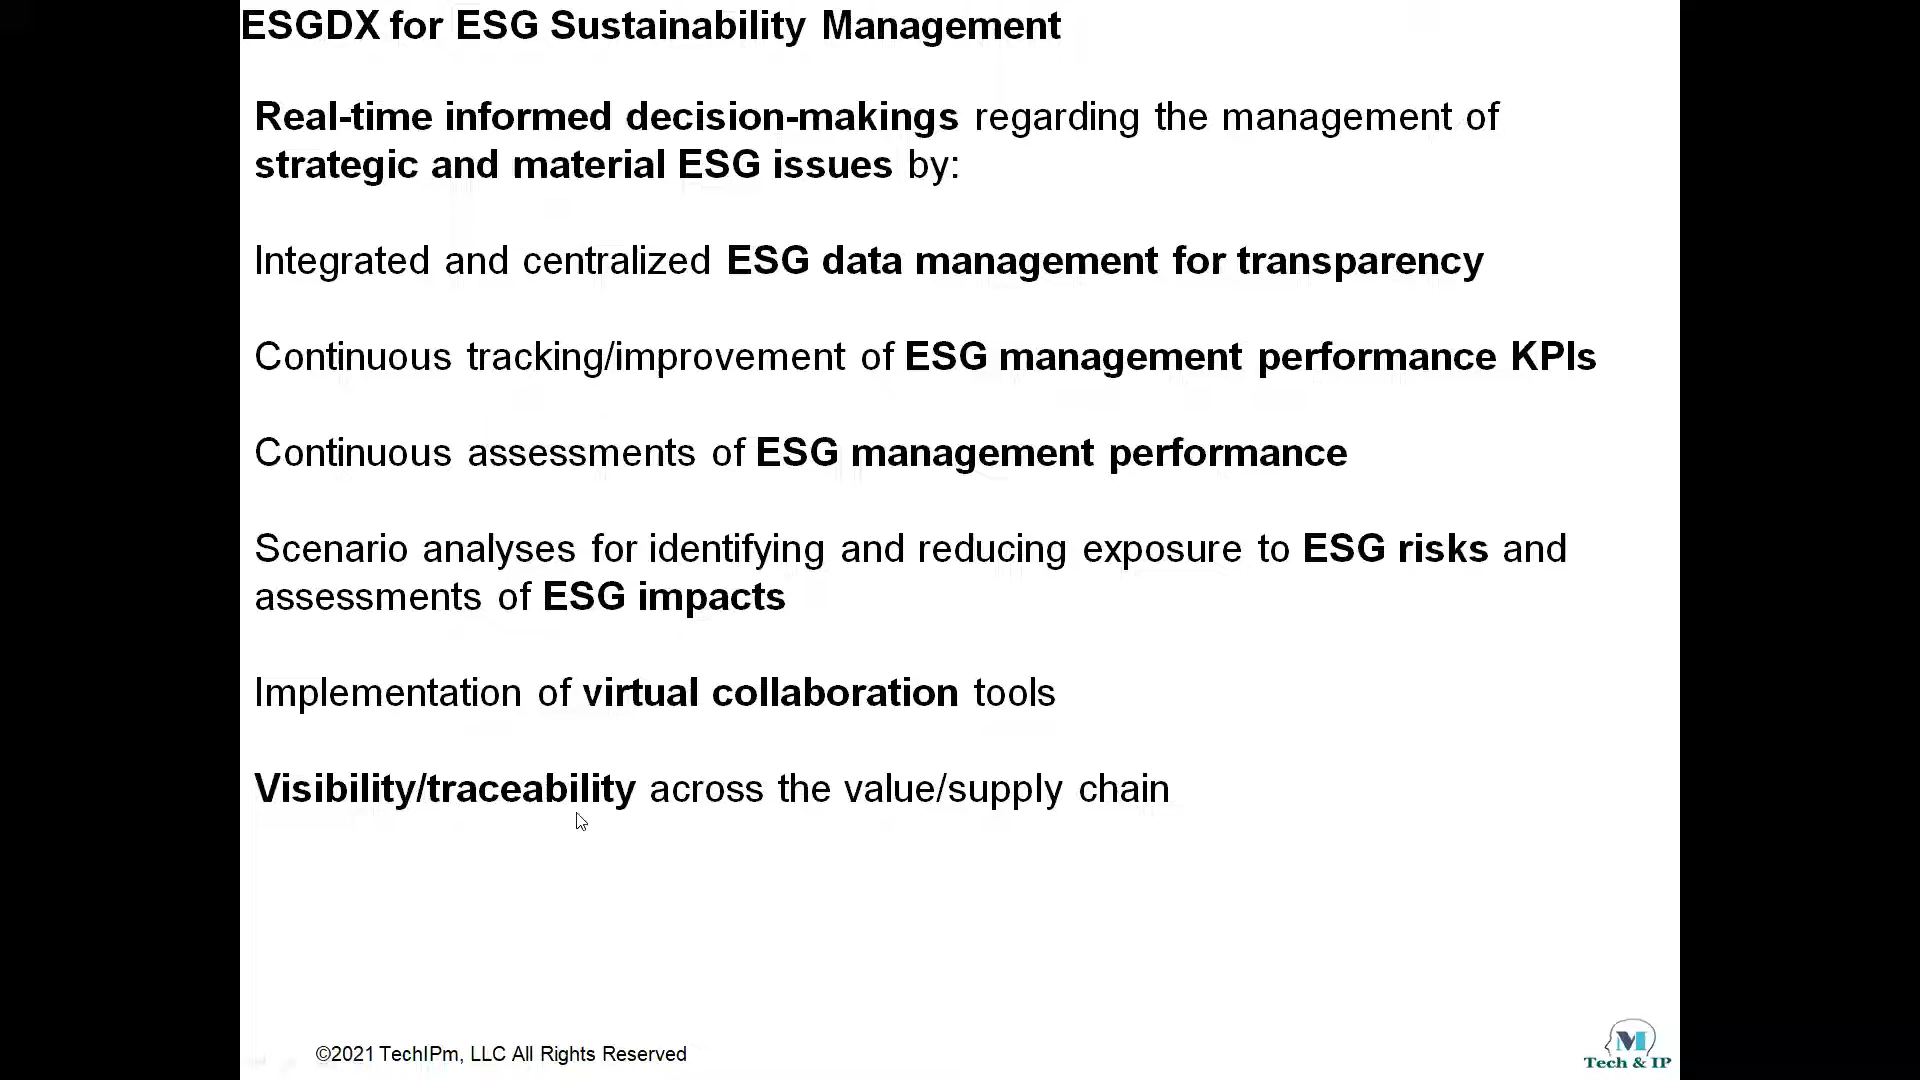 ESGDX for ESG Sustainability Management
Real-time informed decision-makings regarding the management of
strategic and material ESG issues by:
Integrated and centralized ESG data management for transparency
Continuous tracking/improvement of ESG management performance KPIs
Continuous assessments of ESG management performance
Scenario analyses for identifying and reducing exposure to ESG risks and
assessments of ESG impacts
Implementation of virtual collaboration tools
Visibility/traceability across the value/supply chain
©2021 TechIPm, LLC All Rights Reserved
M
Tech & IP